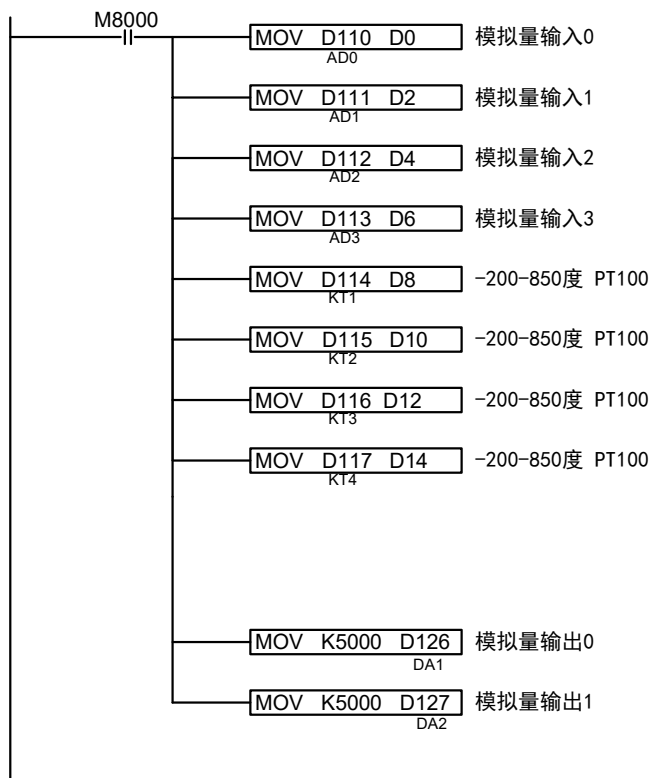 M8000
MOV D110 D0 模拟量输入0
AD0
MOV D111 D2 模拟量输入1
AD1
MOV D112 D4 模拟量输入2
AD2
MOV D113 D6 模拟量输入3
AD3
MOV D114 D8 -200-850度 PT100
KT1
MOV D115 D10 -200-850度 PT100
KT2
MOV D116 D12 -200-850度 PT100
KT3
MOV D117 D14 -200-850度 PT100
KT4
MOV K5000 D126 模拟量输出0
DA1
MOV K5000 D127 模拟量输出1
DA2